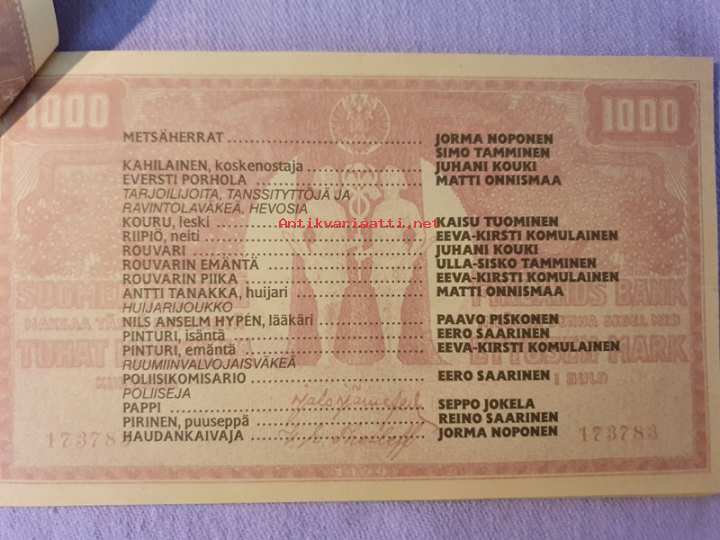 1000 1000
METSÄHERRAT JORMA NOPONEN
SIMO TAMMINEN
KAHILAINEN, koskenostaja JUHANI KOUKI
EVERSTI PORHOLA MATTI ONNISMAA
TARJOILIJOITA, TANSSITYTTÖJÄ JA
RAVINTOLAVÄKEÄ, HEVOSIA
Antikvariaatti.net
KOURU, leski KAISU TUOMINEN
RIIPIÖ, neiti EEVA-KIRSTI KOMULAINEN
ROUVARI JUHANI KOUKI
ROUVARIN EMÄNTÄ ULLA-SISKO TAMMINEN
ROUVARIN PIIKA EEVA-KIRSTI KOMULAINEN
ANTTI TANAKKA, huijari MATTI ONNISMAA
HUIJARIJOUKKO
NILS ANSELM HYPÉN, lääkäri PAAVO PISKONEN
PINTURI, isäntä EERO SAARINEN
PINTURI, emäntä EEVA-KIRSTI KOMULAINEN
TUHAT MARK
RUUMIINVALVOJAISVÄKEÄ
POLIISIKOMISARIO EERO SAARINEN
POLIISEJA
I GULD
PAPPI SEPPO JOKELA
PIRINEN, puuseppä REINO SAARINEN
HAUDANKAIVAJA JORMA NOPONEN
173783 173783